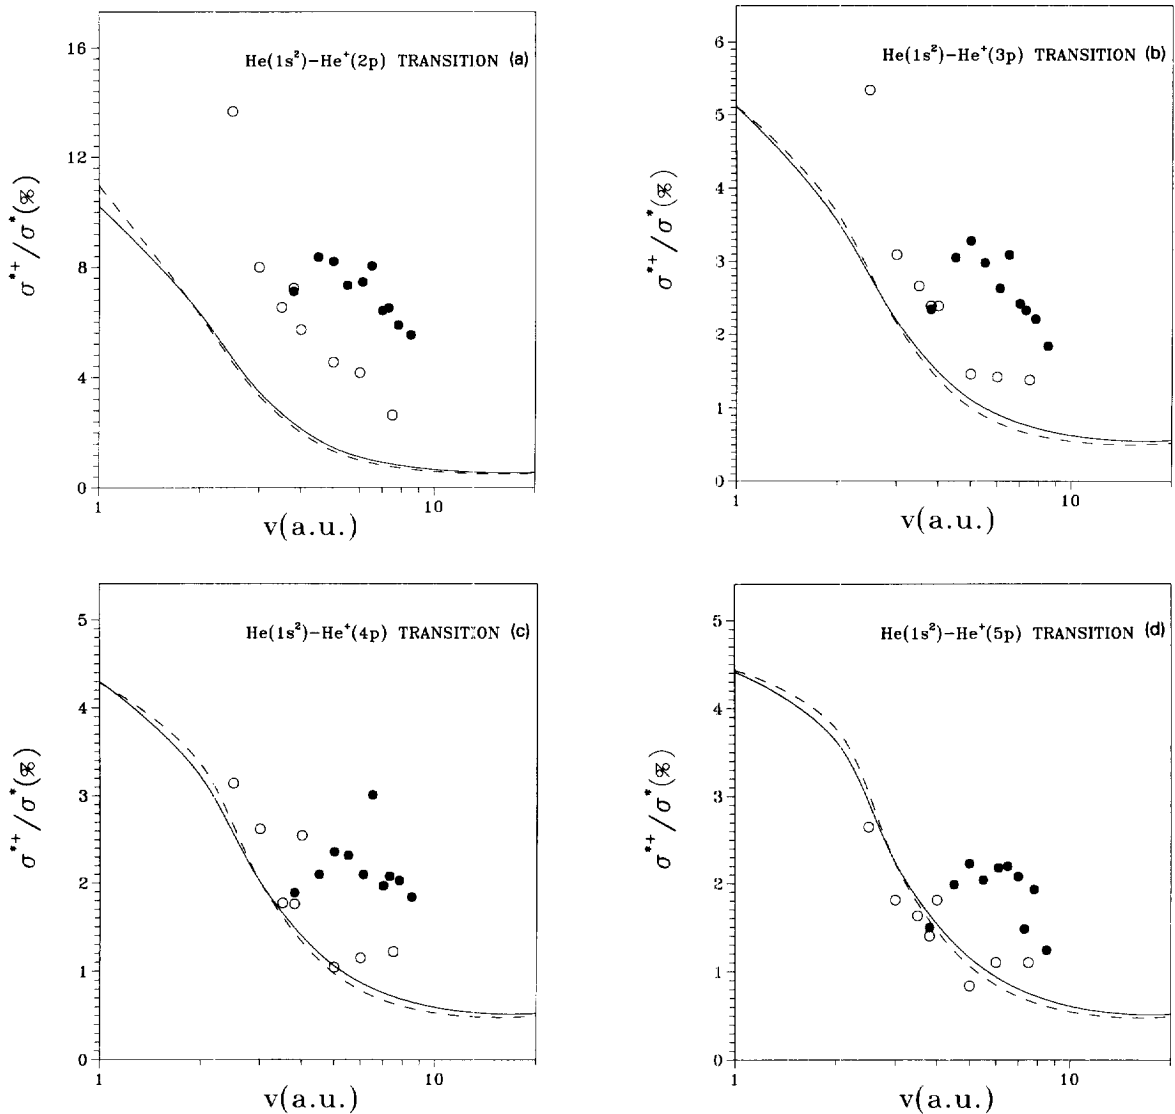 He(1s²)−He⁺(2p) TRANSITION (a)
16
12
8
4
0
σ*⁺/σ*(%)
1
10
v(a.u.)
He(1s²)−He⁺(3p) TRANSITION (b)
6
5
4
3
2
1
0
σ*⁺/σ*(%)
1
10
v(a.u.)
He(1s²)−He⁺(4p) TRANSITION (c)
5
4
3
2
1
0
σ*⁺/σ*(%)
1
10
v(a.u.)
He(1s²)−He⁺(5p) TRANSITION (d)
5
4
3
2
1
0
σ*⁺/σ*(%)
1
10
v(a.u.)